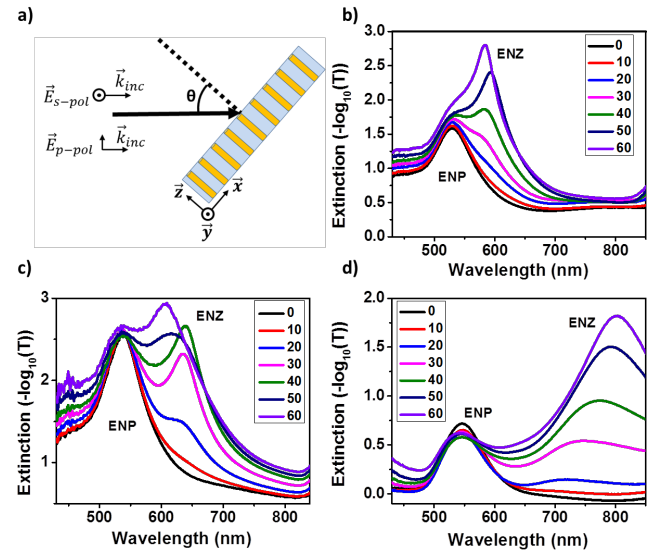 a)
E⃗s-pol k⃗inc
θ
E⃗p-pol k⃗inc
z⃗ x⃗
y⃗
b)
3.0
2.5
2.0
1.5
1.0
0.5
0.0
Extinction (-log10(T))
ENZ
ENP
0
10
20
30
40
50
60
500 600 700 800
Wavelength (nm)
c)
3
2
1
Extinction (-log10(T))
ENZ
ENP
0
10
20
30
40
50
60
500 600 700 800
Wavelength (nm)
d)
2.0
1.5
1.0
0.5
0.0
Extinction (-log10(T))
0
10
20
30
40
50
60
ENZ
ENP
500 600 700 800
Wavelength (nm)